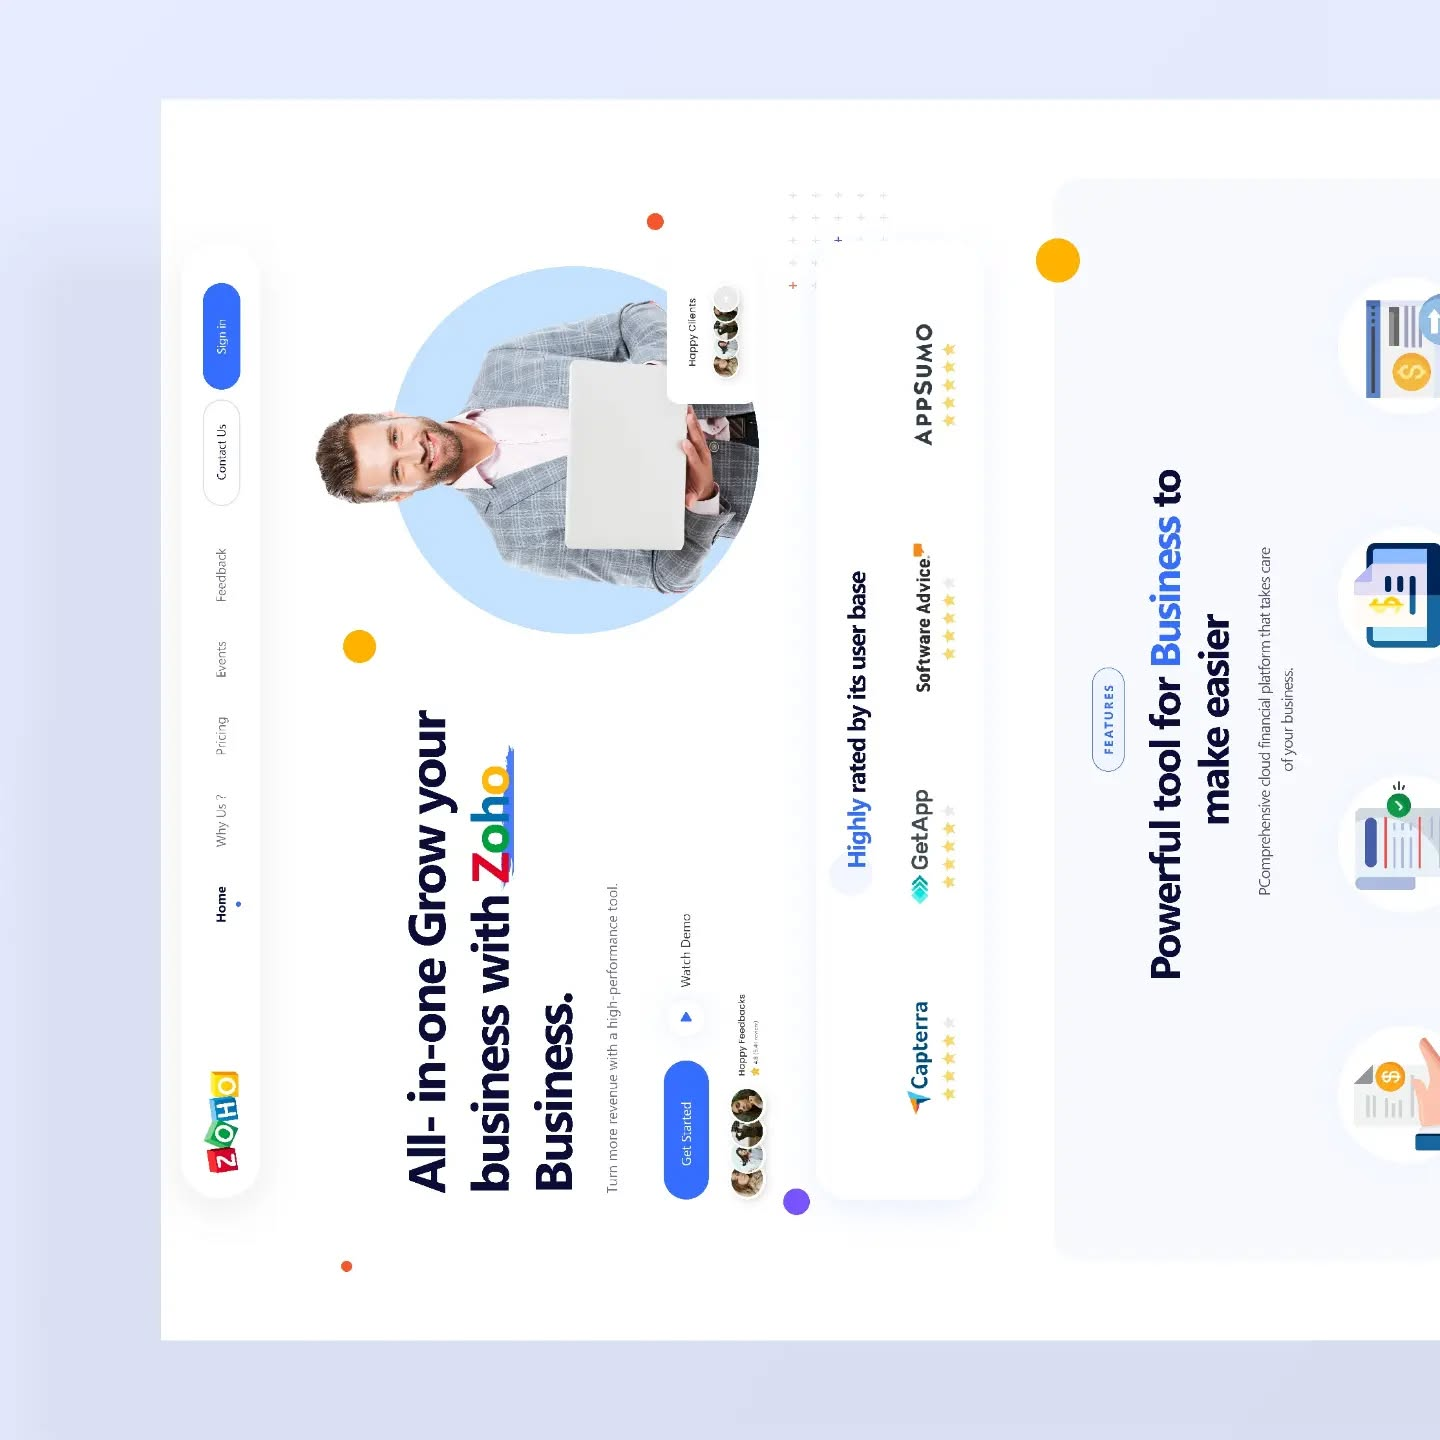 ZOHO
Home
Why Us ?
Pricing
Events
Feedback
Contact Us
Sign in
All- in-one Grow your
business with Zoho
Business.
Turn more revenue with a high-performance tool.
Get Started
Watch Demo
Happy Feedbacks
Happy Clients
Highly rated by its user base
Capterra
GetApp
Software Advice.
APPSUMO
FEATURES
Powerful tool for Business to
make easier
PComprehensive cloud financial platform that takes care
of your business.